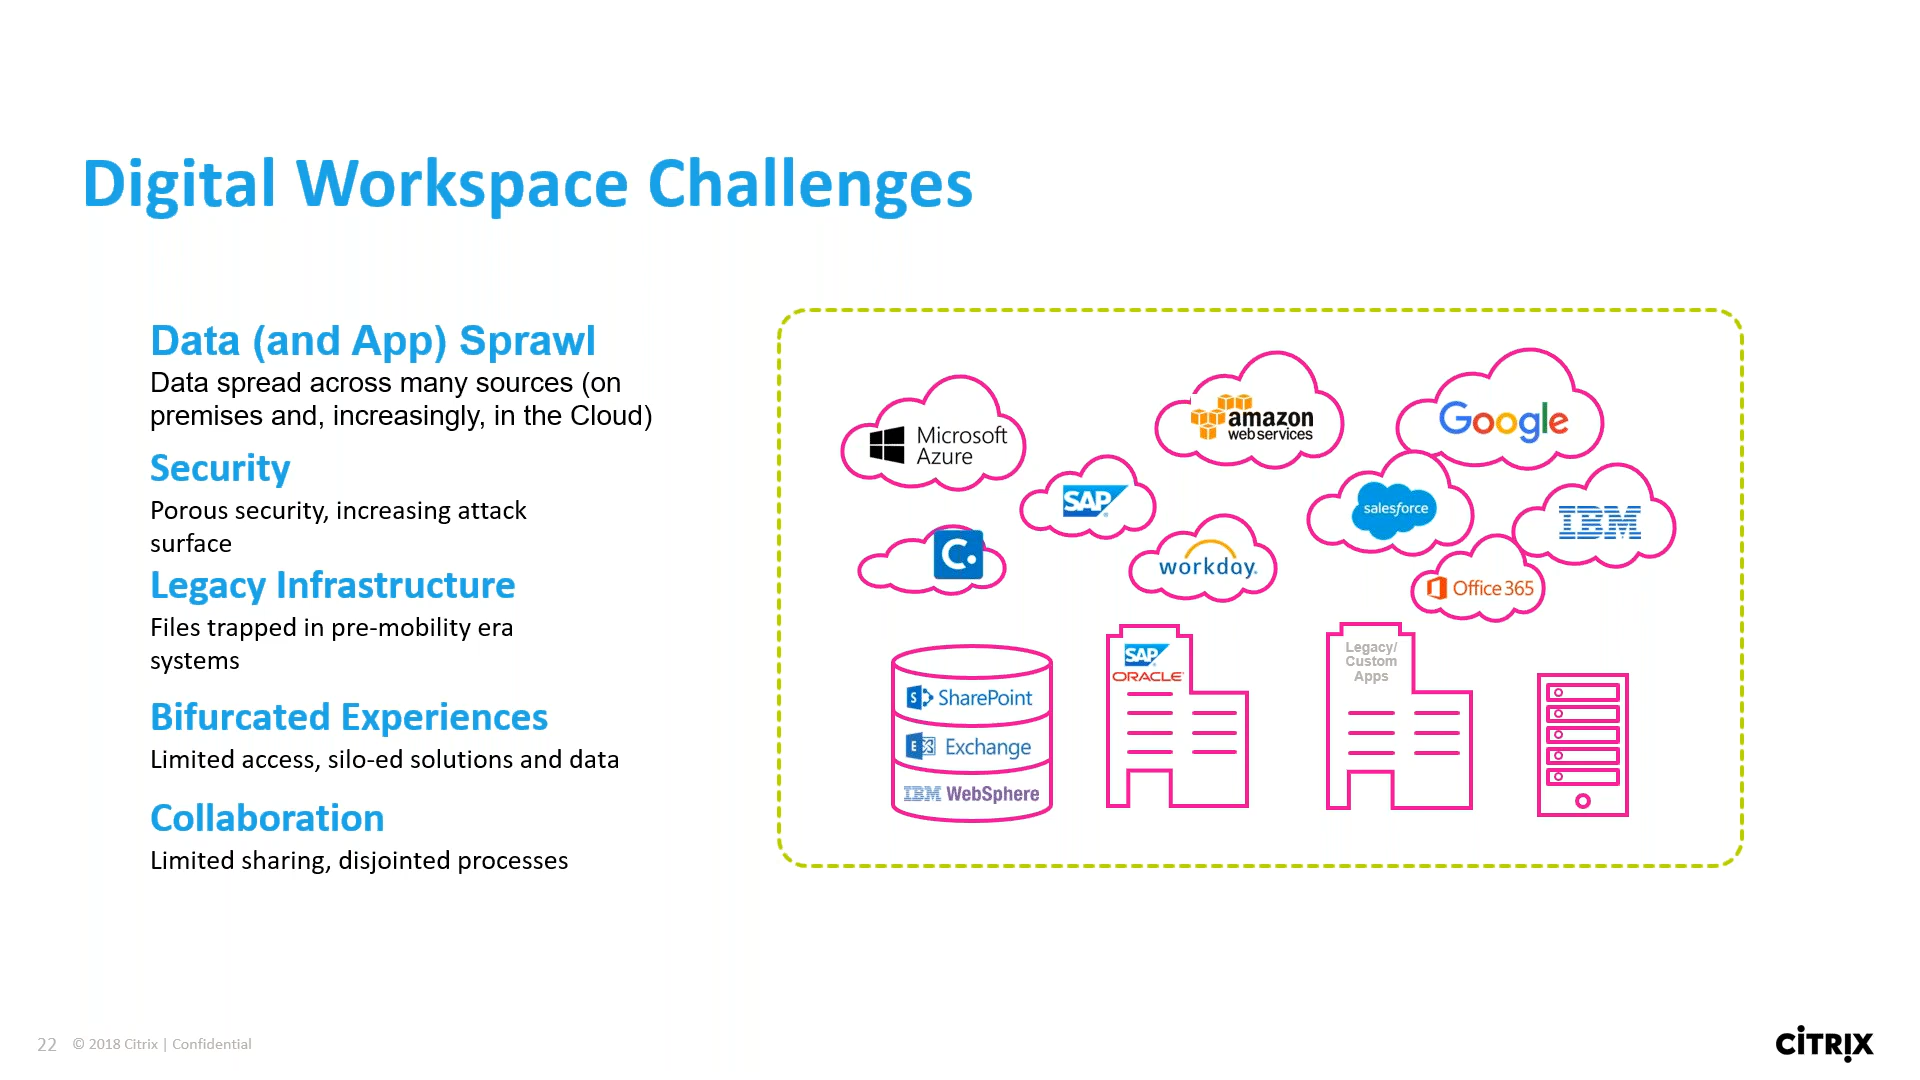 Digital Workspace Challenges
Data (and App) Sprawl
Data spread across many sources (on
premises and, increasingly, in the Cloud)
Security
Porous security, increasing attack
surface
Legacy Infrastructure
Files trapped in pre-mobility era
systems
Bifurcated Experiences
Limited access, silo-ed solutions and data
Collaboration
Limited sharing, disjointed processes
Microsoft
Azure
amazon
webservices
Google
SAP
salesforce
IBM
C.
workday.
Office 365
SharePoint
Exchange
IBM WebSphere
SAP
ORACLE
Legacy/
Custom
Apps
22 © 2018 Citrix | Confidential
CİTRIX